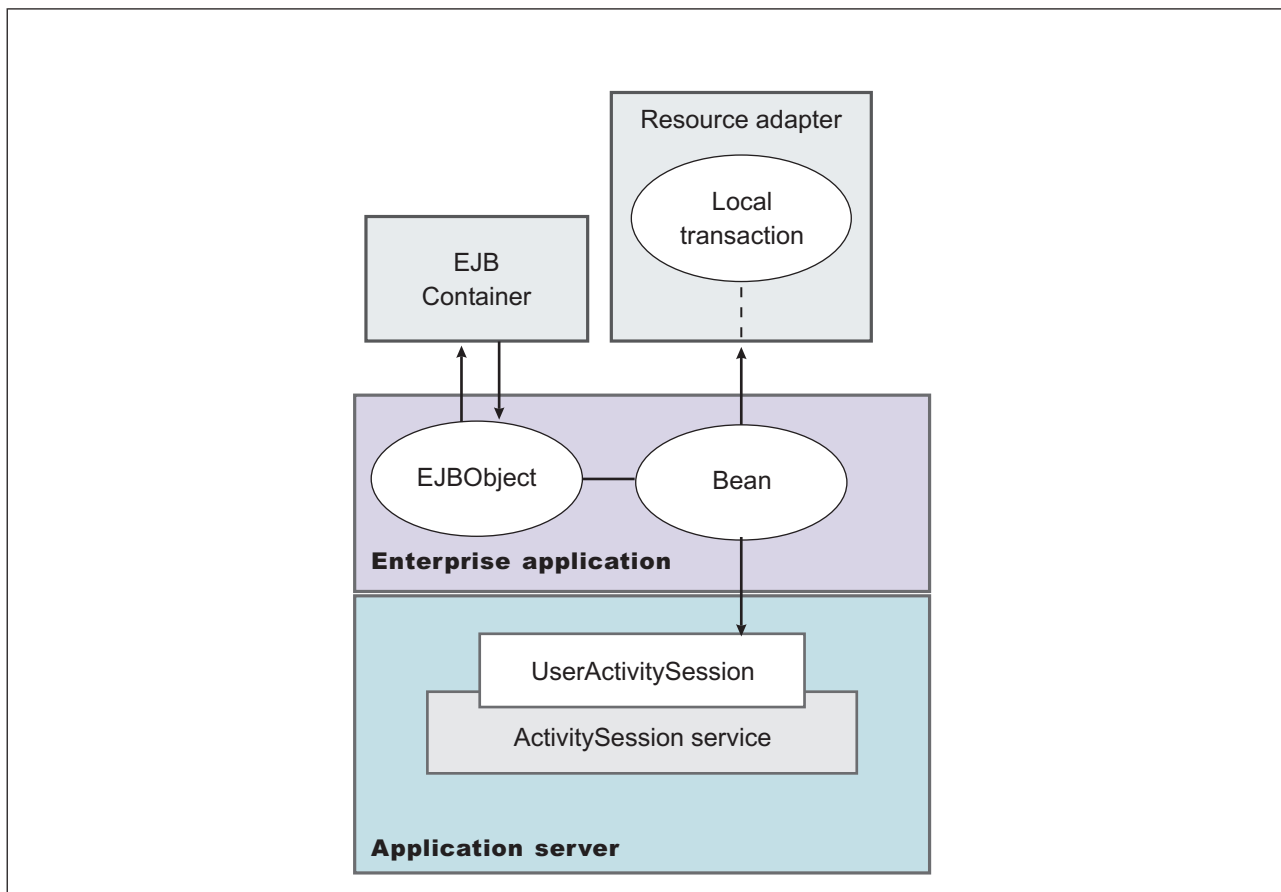 Resource adapter
Local
transaction
EJB
Container
EJBObject
Bean
Enterprise application
UserActivitySession
ActivitySession service
Application server